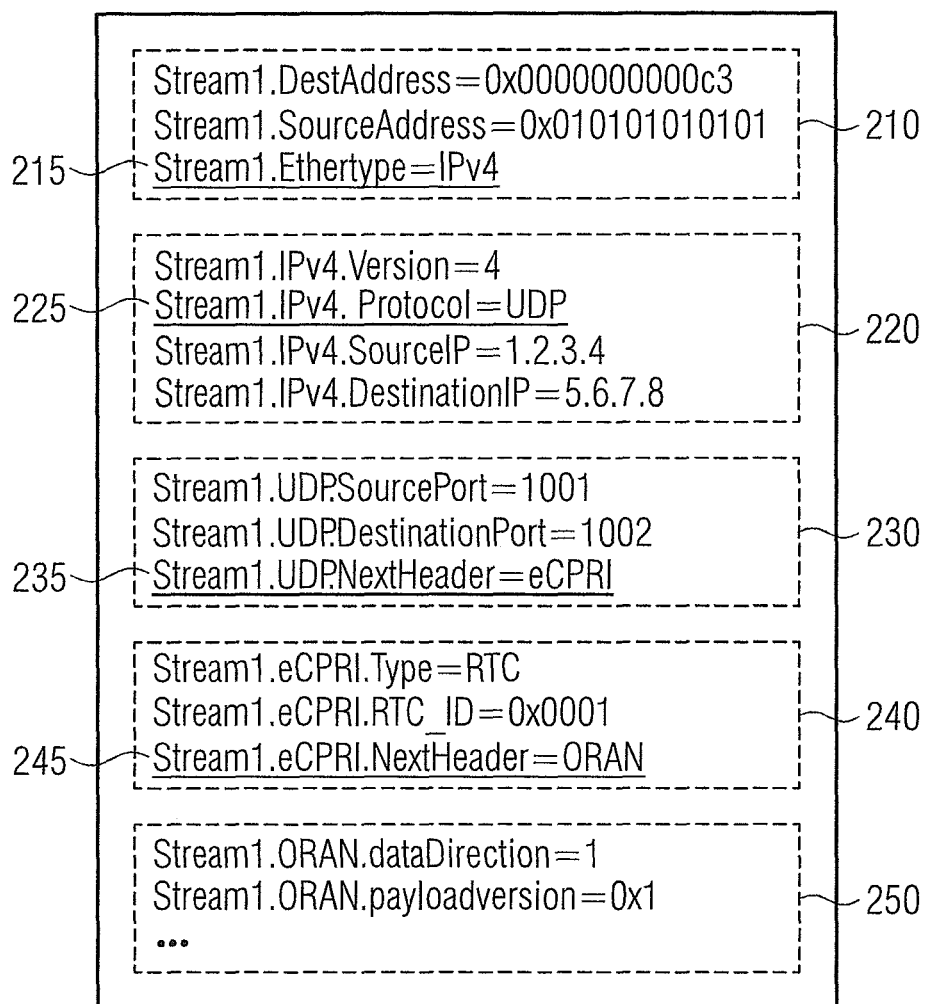 Stream1.DestAddress=0x0000000000c3
Stream1.SourceAddress=0x010101010101
210
215
Stream1.Ethertype=IPv4
Stream1.IPv4.Version=4
225
Stream1.IPv4. Protocol=UDP
220
Stream1.IPv4.SourceIP=1.2.3.4
Stream1.IPv4.DestinationIP=5.6.7.8
Stream1.UDP.SourcePort=1001
Stream1.UDP.DestinationPort=1002
230
235
Stream1.UDP.NextHeader=eCPRI
Stream1.eCPRI.Type=RTC
Stream1.eCPRI.RTC_ID=0x0001
240
245
Stream1.eCPRI.NextHeader=ORAN
Stream1.ORAN.dataDirection=1
Stream1.ORAN.payloadversion=0x1
250
...